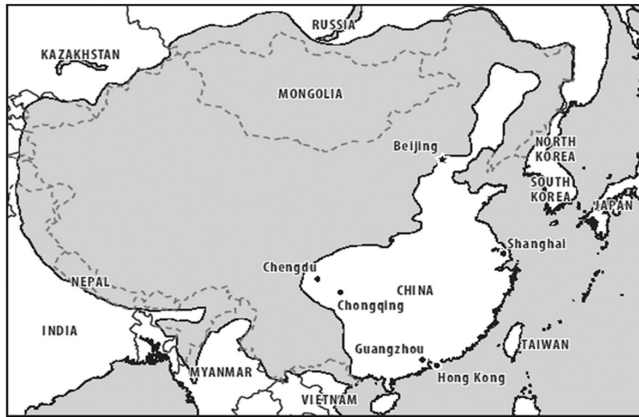 RUSSIA
KAZAKHSTAN
MONGOLIA
Beijing
NORTH
KOREA
SOUTH
KOREA
JAPAN
Shanghai
Chengdu
NEPAL
CHINA
Chongqing
INDIA
Guangzhou
TAIWAN
MYANMAR
Hong Kong
VIETNAM